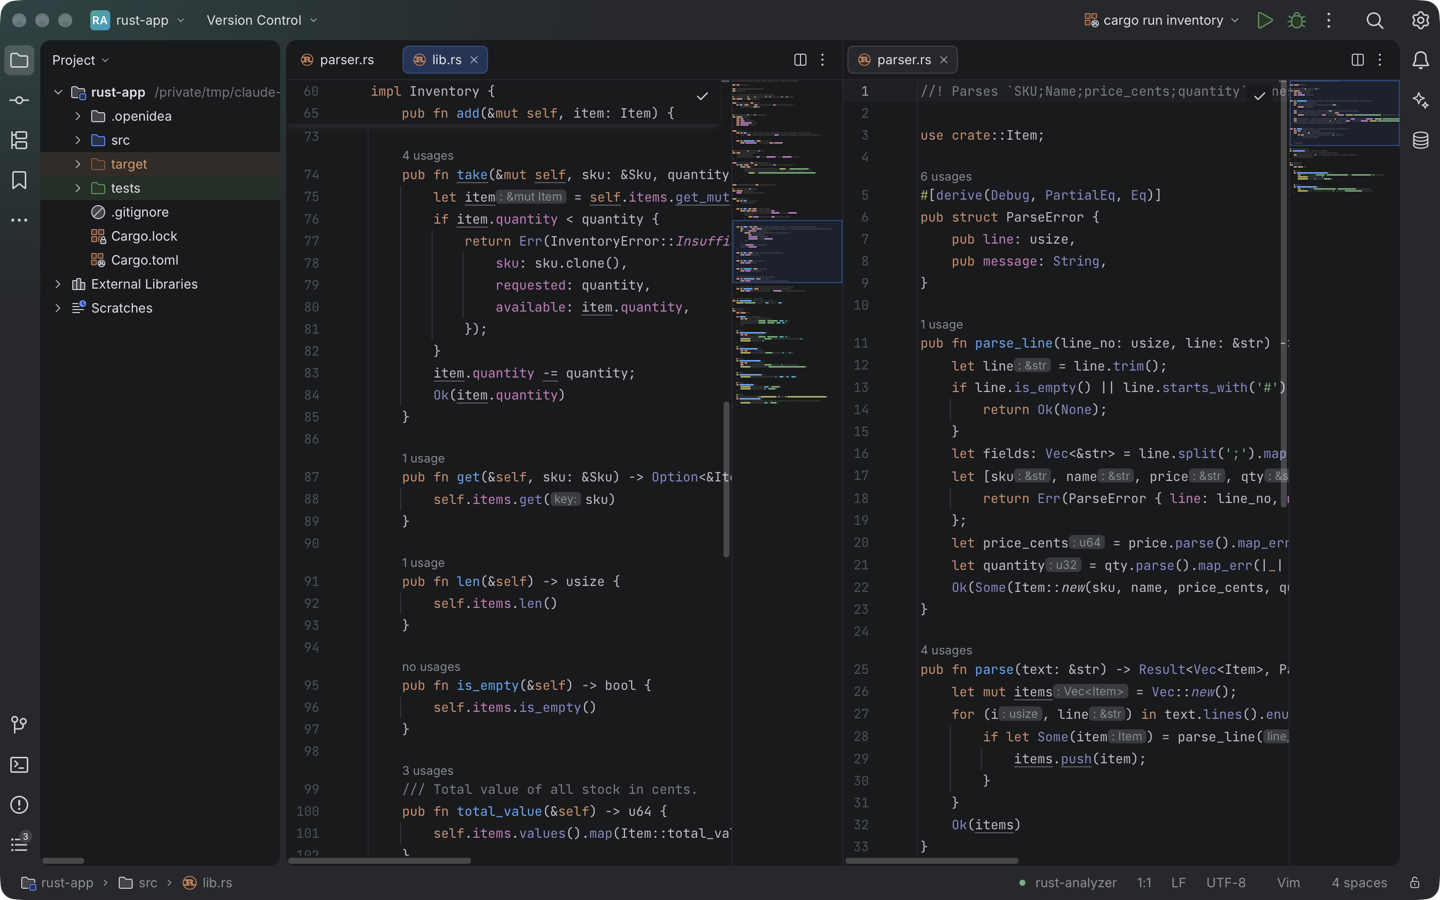 RA rust-app Version Control cargo run inventory
Project
rust-app /private/tmp/claude-
.openidea
src
target
tests
.gitignore
Cargo.lock
Cargo.toml
External Libraries
Scratches
3
parser.rs lib.rs
60 impl Inventory {
65 pub fn add(&mut self, item: Item) {
73
4 usages
74 pub fn take(&mut self, sku: &Sku, quantity
75 let item : &mut Item = self.items.get_mut
76 if item.quantity < quantity {
77 return Err(InventoryError::Insuffi
78 sku: sku.clone(),
79 requested: quantity,
80 available: item.quantity,
81 });
82 }
83 item.quantity -= quantity;
84 Ok(item.quantity)
85 }
86
1 usage
87 pub fn get(&self, sku: &Sku) -> Option<&Ite
88 self.items.get( key: sku)
89 }
90
1 usage
91 pub fn len(&self) -> usize {
92 self.items.len()
93 }
94
no usages
95 pub fn is_empty(&self) -> bool {
96 self.items.is_empty()
97 }
98
3 usages
99 /// Total value of all stock in cents.
100 pub fn total_value(&self) -> u64 {
101 self.items.values().map(Item::total_val
102 }
parser.rs
1 //! Parses `SKU;Name;price_cents;quantity` ne
2
3 use crate::Item;
4
6 usages
5 #[derive(Debug, PartialEq, Eq)]
6 pub struct ParseError {
7 pub line: usize,
8 pub message: String,
9 }
10
1 usage
11 pub fn parse_line(line_no: usize, line: &str) -
12 let line : &str = line.trim();
13 if line.is_empty() || line.starts_with('#')
14 return Ok(None);
15 }
16 let fields: Vec<&str> = line.split(';').map
17 let [sku : &str , name : &str , price : &str , qty : &s
18 return Err(ParseError { line: line_no,
19 };
20 let price_cents : u64 = price.parse().map_err
21 let quantity : u32 = qty.parse().map_err(|_|
22 Ok(Some(Item::new(sku, name, price_cents, qu
23 }
24
4 usages
25 pub fn parse(text: &str) -> Result<Vec<Item>, Pa
26 let mut items : Vec<Item> = Vec::new();
27 for (i : usize , line : &str ) in text.lines().enu
28 if let Some(item : Item ) = parse_line( line_
29 items.push(item);
30 }
31 }
32 Ok(items)
33 }
rust-app src lib.rs rust-analyzer 1:1 LF UTF-8 Vim 4 spaces